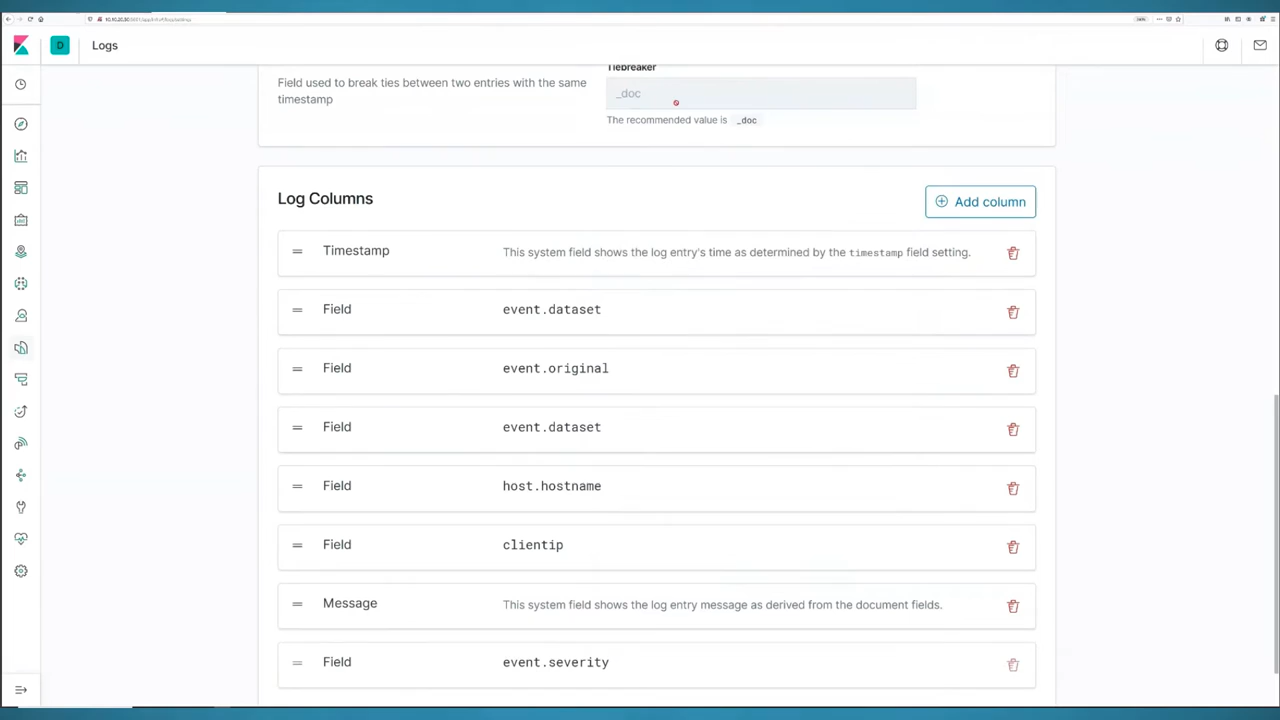 D
Logs
Tiebreaker
Field used to break ties between two entries with the same
timestamp
_doc
The recommended value is _doc
Log Columns
Add column
Timestamp
This system field shows the log entry's time as determined by the timestamp field setting.
Field
event.dataset
Field
event.original
Field
event.dataset
Field
host.hostname
Field
clientip
Message
This system field shows the log entry message as derived from the document fields.
Field
event.severity